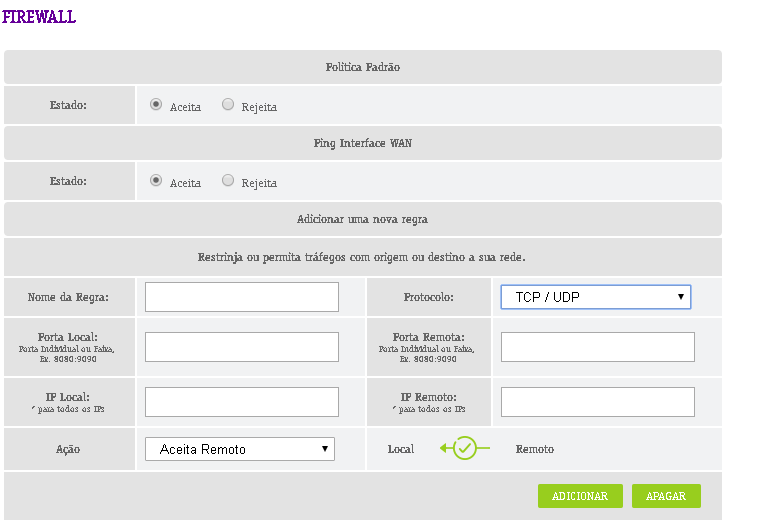 FIREWALL
Política Padrão
Estado: Aceita Rejeita
Ping Interface WAN
Estado: Aceita Rejeita
Adicionar uma nova regra
Restrinja ou permita tráfegos com origem ou destino a sua rede.
Nome da Regra: Protocolo: TCP / UDP
Porta Local: Porta Remota:
Porta Individual ou Faixa, Porta Individual ou Faixa,
Ex. 8080:9090 Ex. 8080:9090
IP Local: IP Remoto:
* para todos os IPs * para todos os IPs
Ação Aceita Remoto Local Remoto
ADICIONAR APAGAR